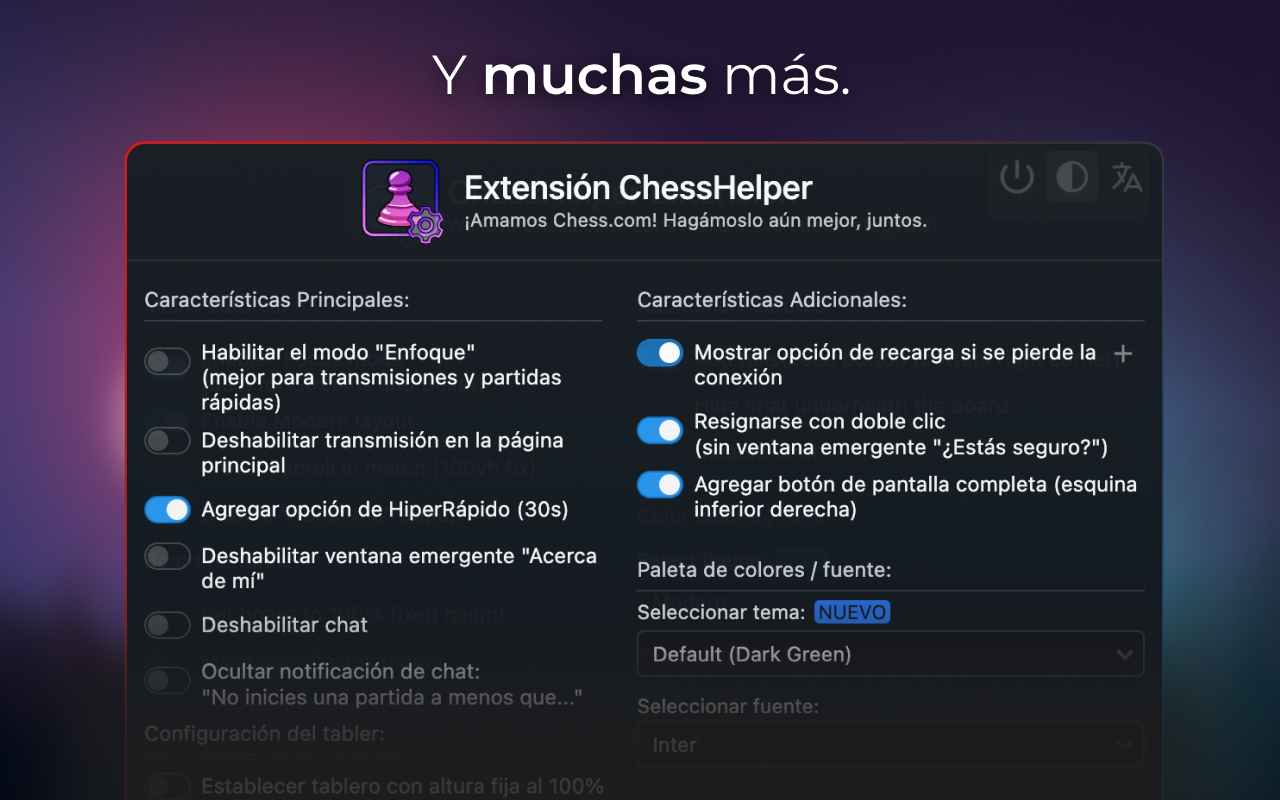 Y muchas más.
Extensión ChessHelper
¡Amamos Chess.com! Hagámoslo aún mejor, juntos.
Características Principales:
Habilitar el modo "Enfoque"
(mejor para transmisiones y partidas
rápidas)
Deshabilitar transmisión en la página
principal
Agregar opción de HiperRápido (30s)
Deshabilitar ventana emergente "Acerca
de mí"
Deshabilitar chat
Ocultar notificación de chat:
"No inicies una partida a menos que..."
Configuración del tabler:
Establecer tablero con altura fija al 100%
Características Adicionales:
Mostrar opción de recarga si se pierde la
conexión
Resignarse con doble clic
(sin ventana emergente "¿Estás seguro?")
Agregar botón de pantalla completa (esquina
inferior derecha)
Paleta de colores / fuente:
Seleccionar tema: NUEVO
Default (Dark Green)
Seleccionar fuente:
Inter